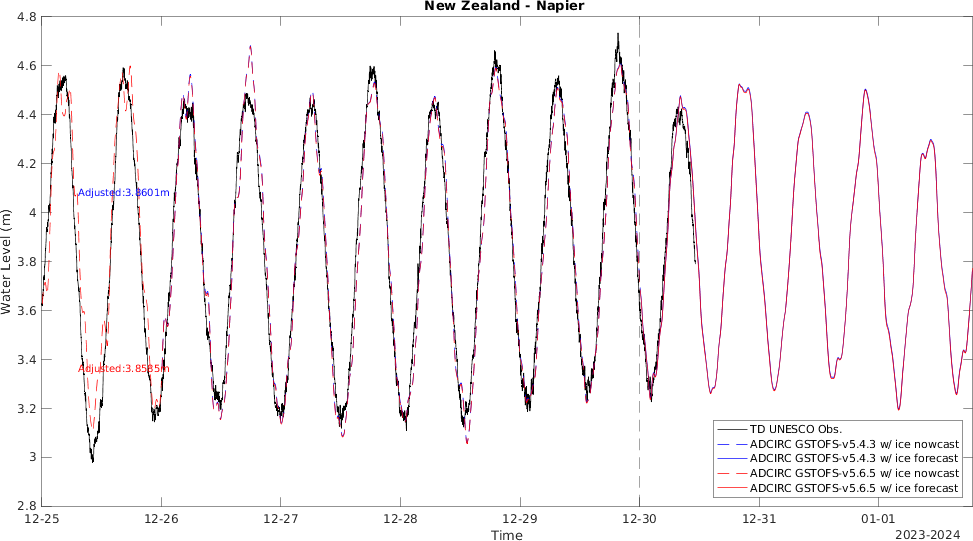 New Zealand - Napier
4.8
4.6
4.4
4.2
4
3.8
3.6
3.4
3.2
3
2.8
Water Level (m)
Adjusted:3.8601m
Adjusted:3.8585m
TD UNESCO Obs.
ADCIRC GSTOFS-v5.4.3 w/ ice nowcast
ADCIRC GSTOFS-v5.4.3 w/ ice forecast
ADCIRC GSTOFS-v5.6.5 w/ ice nowcast
ADCIRC GSTOFS-v5.6.5 w/ ice forecast
12-25 12-26 12-27 12-28 12-29 12-30 12-31 01-01
Time
2023-2024